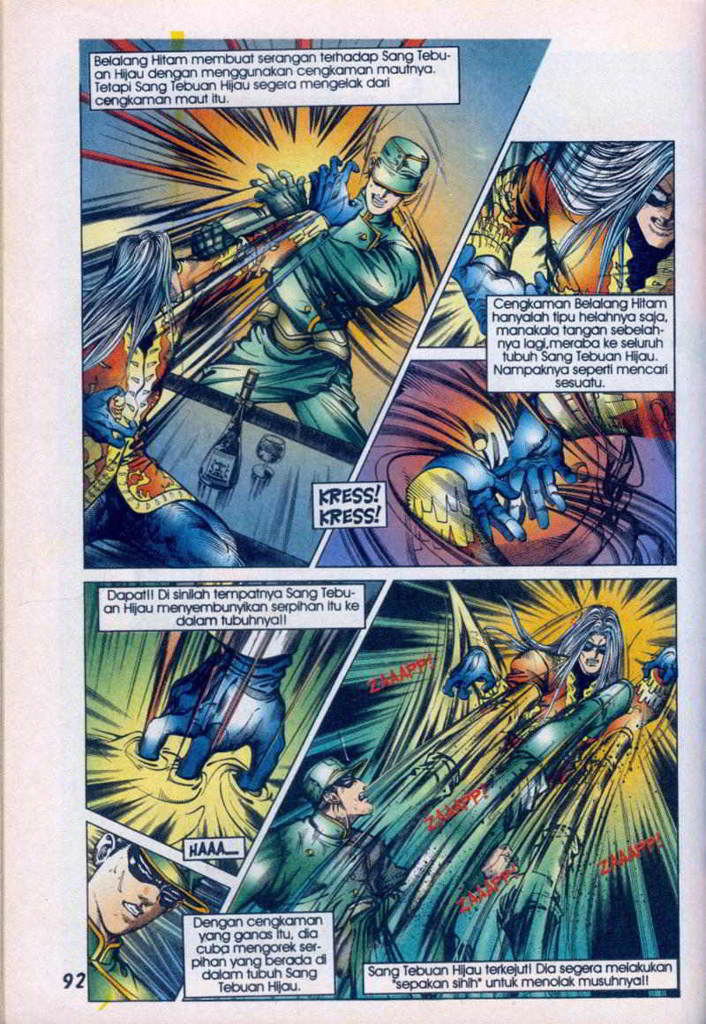 Belalang Hitam membuat serangan terhadap Sang Tebu-
an Hijau dengan menggunakan cengkaman mautnya.
Tetapi Sang Tebuan Hijau segera mengelak dari
cengkaman maut itu.
Cengkaman Belalang Hitam
hanyalah tipu helahnya saja,
manakala tangan sebelah-
nya lagi,meraba ke seluruh
tubuh Sang Tebuan Hijau.
Nampaknya seperti mencari
sesuatu.
KRESS!
KRESS!
Dapat!! Di sinilah tempatnya Sang Tebu-
an Hijau menyembunyikan serpihan itu ke
dalam tubuhnya!!
HAAA...
Dengan cengkaman
yang ganas itu, dia
cuba mengorek ser-
pihan yang berada di
dalam tubuh Sang
Tebuan Hijau.
ZAAAPP!
ZAAAPP!
ZAAAPP!
ZAAAPP!
Sang Tebuan Hijau terkejut! Dia segera melakukan
"sepakan sihih" untuk menolak musuhnya!!
92